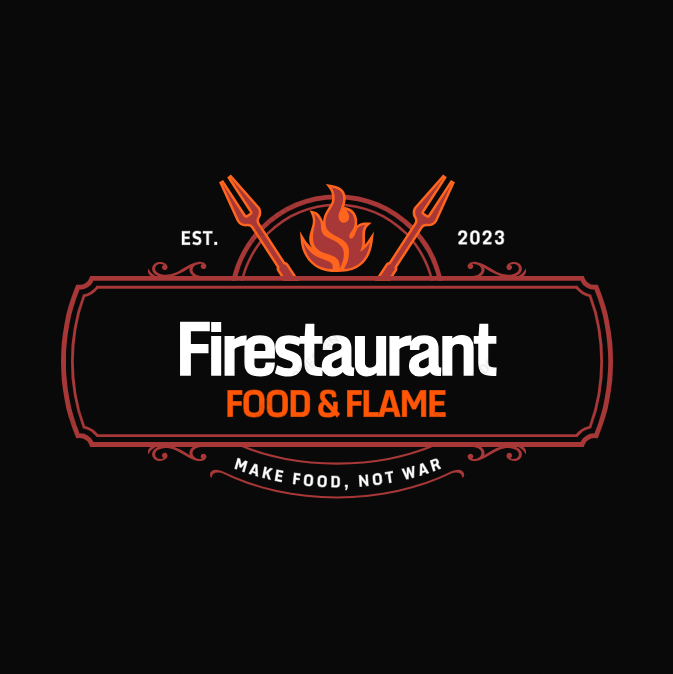 EST. 2023
Firestaurant
FOOD & FLAME
MAKE FOOD, NOT WAR